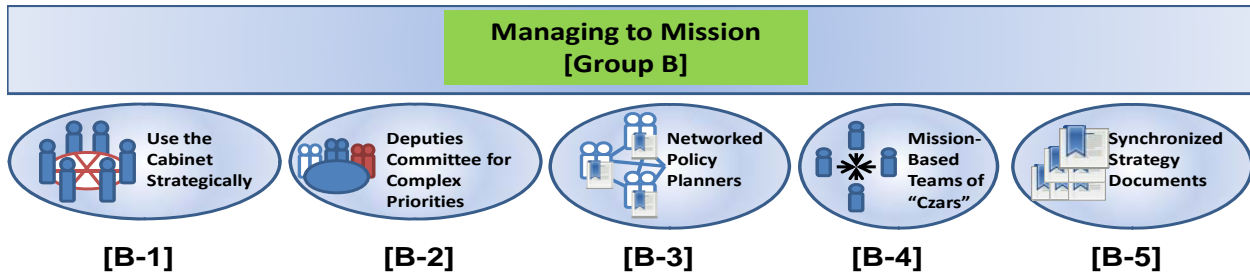 Managing to Mission
[Group B]
Use the
Cabinet
Strategically
Deputies
Committee for
Complex
Priorities
Networked
Policy
Planners
Mission-
Based
Teams of
“Czars”
Synchronized
Strategy
Documents
[B-1]
[B-2]
[B-3]
[B-4]
[B-5]